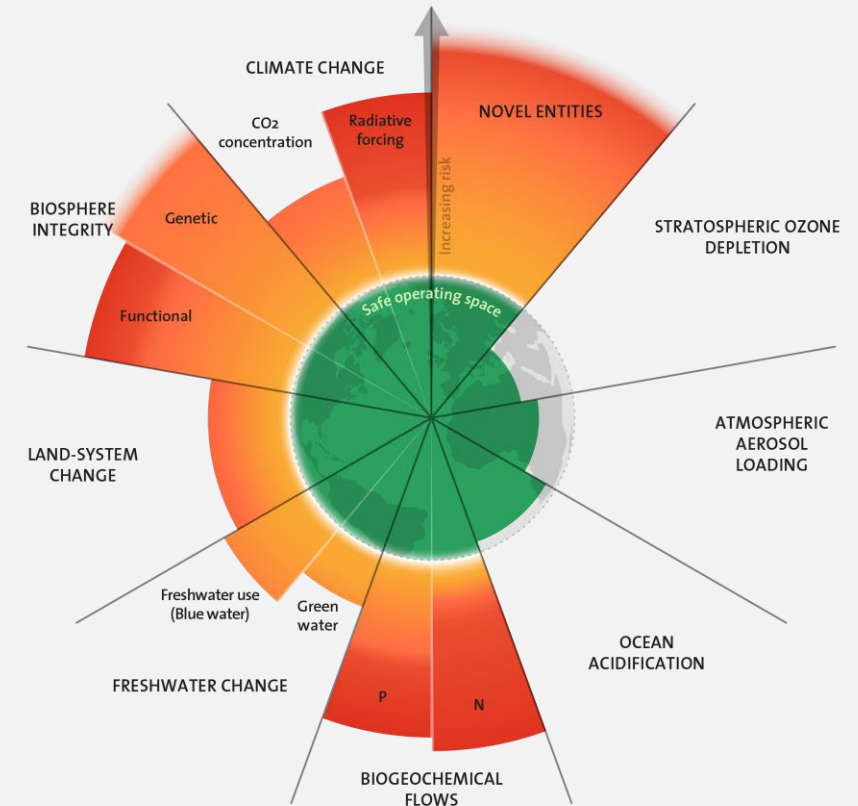 CLIMATE CHANGE
CO2
concentration
Radiative
forcing
NOVEL ENTITIES
Increasing risk
BIOSPHERE
INTEGRITY
Genetic
Functional
STRATOSPHERIC OZONE
DEPLETION
Safe operating space
ATMOSPHERIC
AEROSOL
LOADING
LAND-SYSTEM
CHANGE
Freshwater use
(Blue water)
Green
water
FRESHWATER CHANGE
OCEAN
ACIDIFICATION
P
N
BIOGEOCHEMICAL
FLOWS